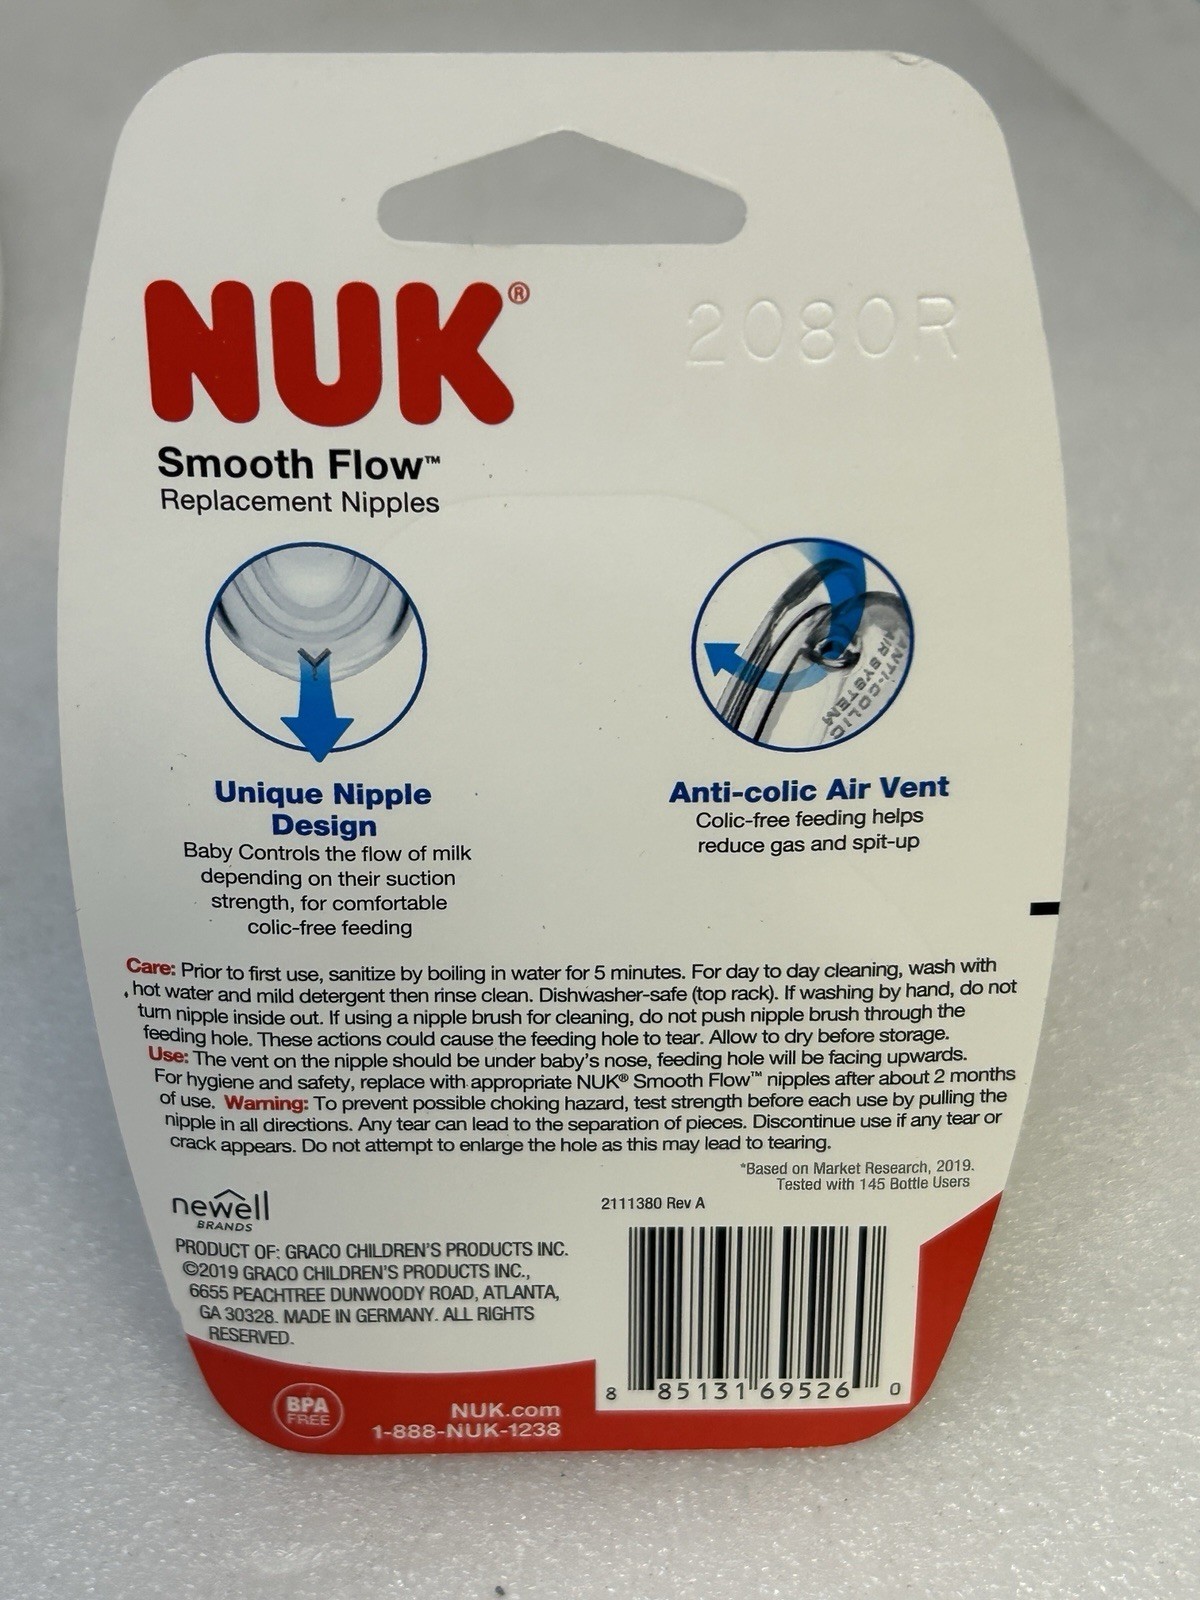 NUK®
2080R
Smooth Flow™
Replacement Nipples
ANTI-COLIC
AIR SYSTEM
Unique Nipple
Design
Baby Controls the flow of milk
depending on their suction
strength, for comfortable
colic-free feeding
Anti-colic Air Vent
Colic-free feeding helps
reduce gas and spit-up
Care: Prior to first use, sanitize by boiling in water for 5 minutes. For day to day cleaning, wash with
hot water and mild detergent then rinse clean. Dishwasher-safe (top rack). If washing by hand, do not
turn nipple inside out. If using a nipple brush for cleaning, do not push nipple brush through the
feeding hole. These actions could cause the feeding hole to tear. Allow to dry before storage.
Use: The vent on the nipple should be under baby's nose, feeding hole will be facing upwards.
For hygiene and safety, replace with appropriate NUK® Smooth Flow™ nipples after about 2 months
of use. Warning: To prevent possible choking hazard, test strength before each use by pulling the
nipple in all directions. Any tear can lead to the separation of pieces. Discontinue use if any tear or
crack appears. Do not attempt to enlarge the hole as this may lead to tearing.
*Based on Market Research, 2019.
Tested with 145 Bottle Users
newell
BRANDS
2111380 Rev A
PRODUCT OF: GRACO CHILDREN'S PRODUCTS INC.
©2019 GRACO CHILDREN'S PRODUCTS INC.,
6655 PEACHTREE DUNWOODY ROAD, ATLANTA,
GA 30328. MADE IN GERMANY. ALL RIGHTS
RESERVED.
8 85131 69526 0
BPA
FREE
NUK.com
1-888-NUK-1238